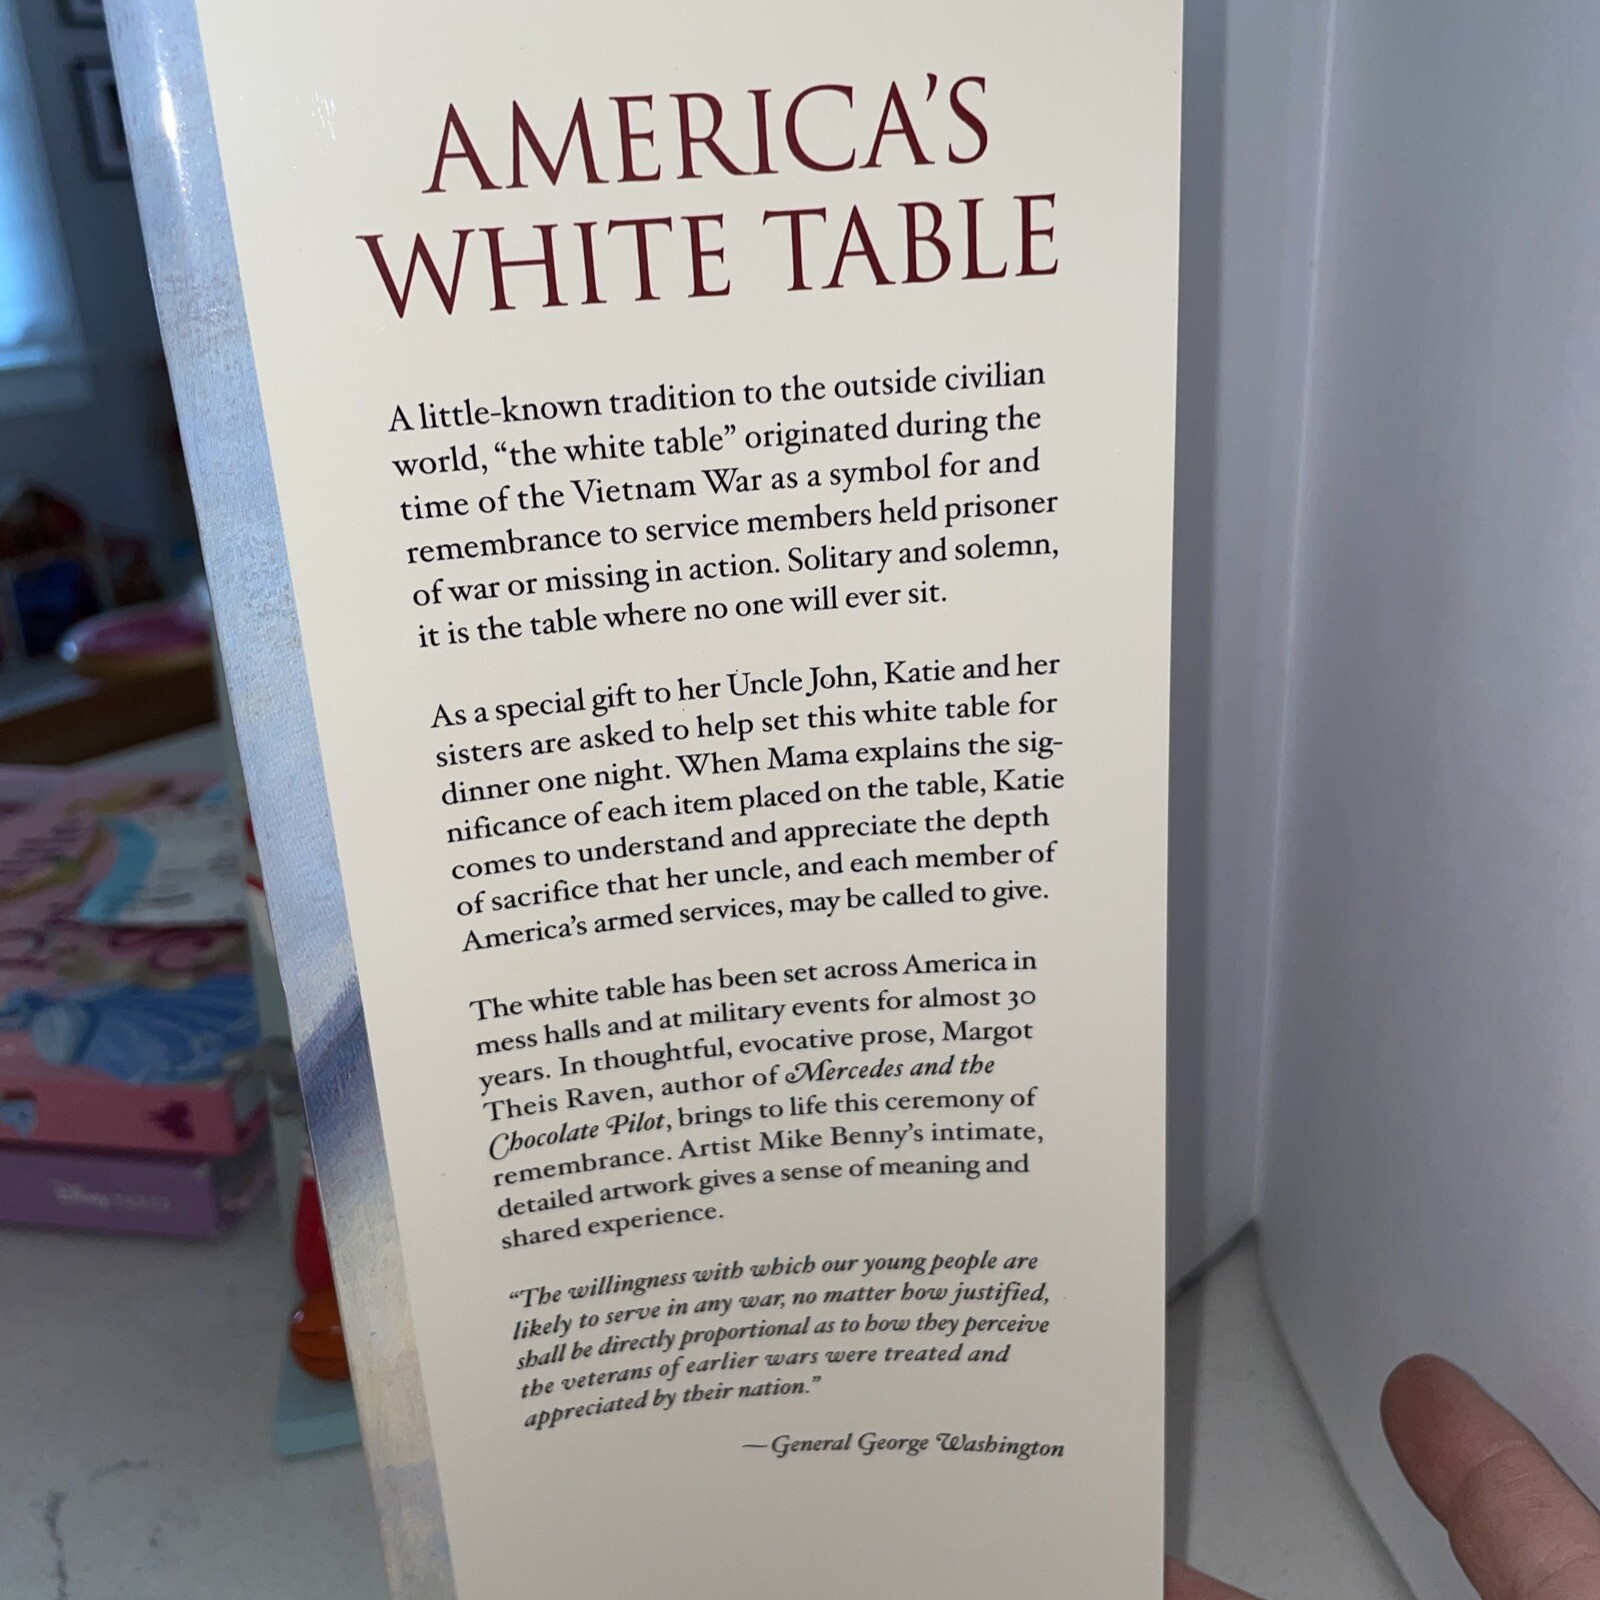 AMERICA'S
WHITE TABLE
A little-known tradition to the outside civilian
world, “the white table” originated during the
time of the Vietnam War as a symbol for and
remembrance to service members held prisoner
of war or missing in action. Solitary and solemn,
it is the table where no one will ever sit.
As a special gift to her Uncle John, Katie and her
sisters are asked to help set this white table for
dinner one night. When Mama explains the sig-
nificance of each item placed on the table, Katie
comes to understand and appreciate the depth
of sacrifice that her uncle, and each member of
America’s armed services, may be called to give.
The white table has been set across America in
mess halls and at military events for almost 30
years. In thoughtful, evocative prose, Margot
Theis Raven, author of Mercedes and the
Chocolate Pilot, brings to life this ceremony of
remembrance. Artist Mike Benny’s intimate,
detailed artwork gives a sense of meaning and
shared experience.
“The willingness with which our young people are
likely to serve in any war, no matter how justified,
shall be directly proportional as to how they perceive
the veterans of earlier wars were treated and
appreciated by their nation.”
—General George Washington
Disney